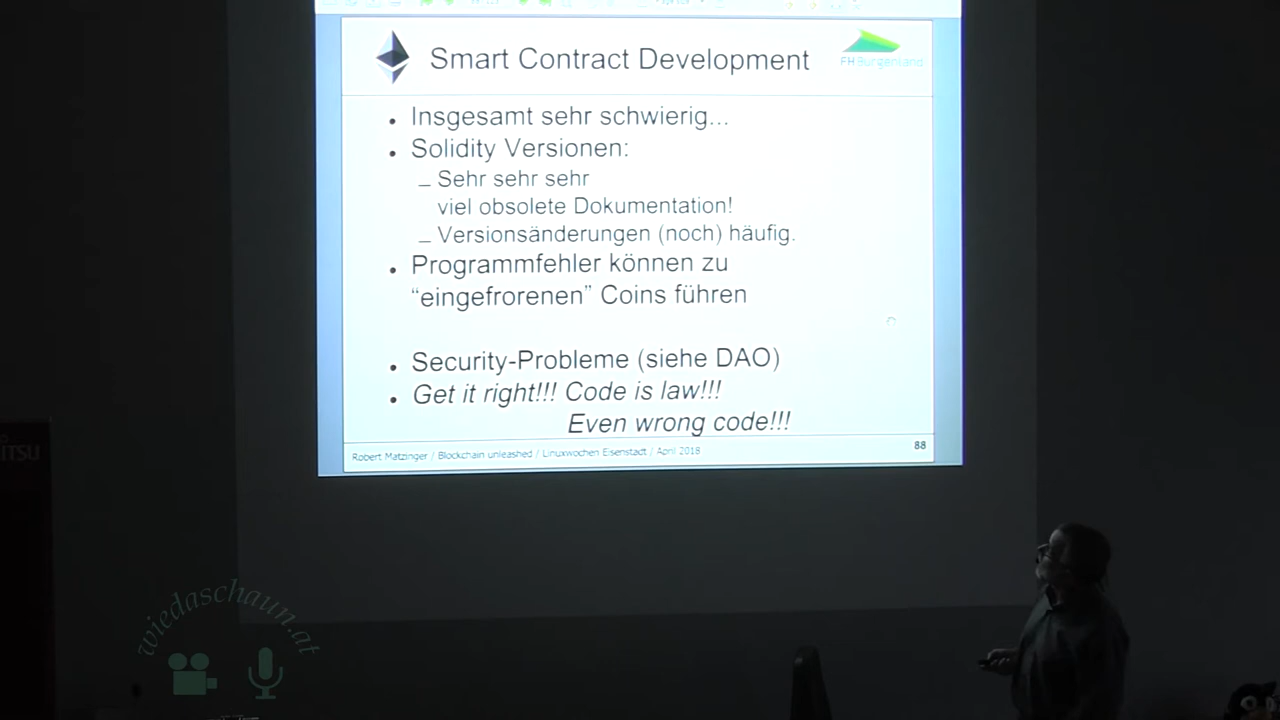 Smart Contract Development
FH Burgenland
• Insgesamt sehr schwierig...
• Solidity Versionen:
– Sehr sehr sehr
viel obsolete Dokumentation!
– Versionsänderungen (noch) häufig.
• Programmfehler können zu
“eingefrorenen” Coins führen
• Security-Probleme (siehe DAO)
• Get it right!!! Code is law!!!
Even wrong code!!!
Robert Matzinger / Blockchain unleashed / Linuxwochen Eisenstadt / April 2018
88
ITSU
wiedaschaun.at